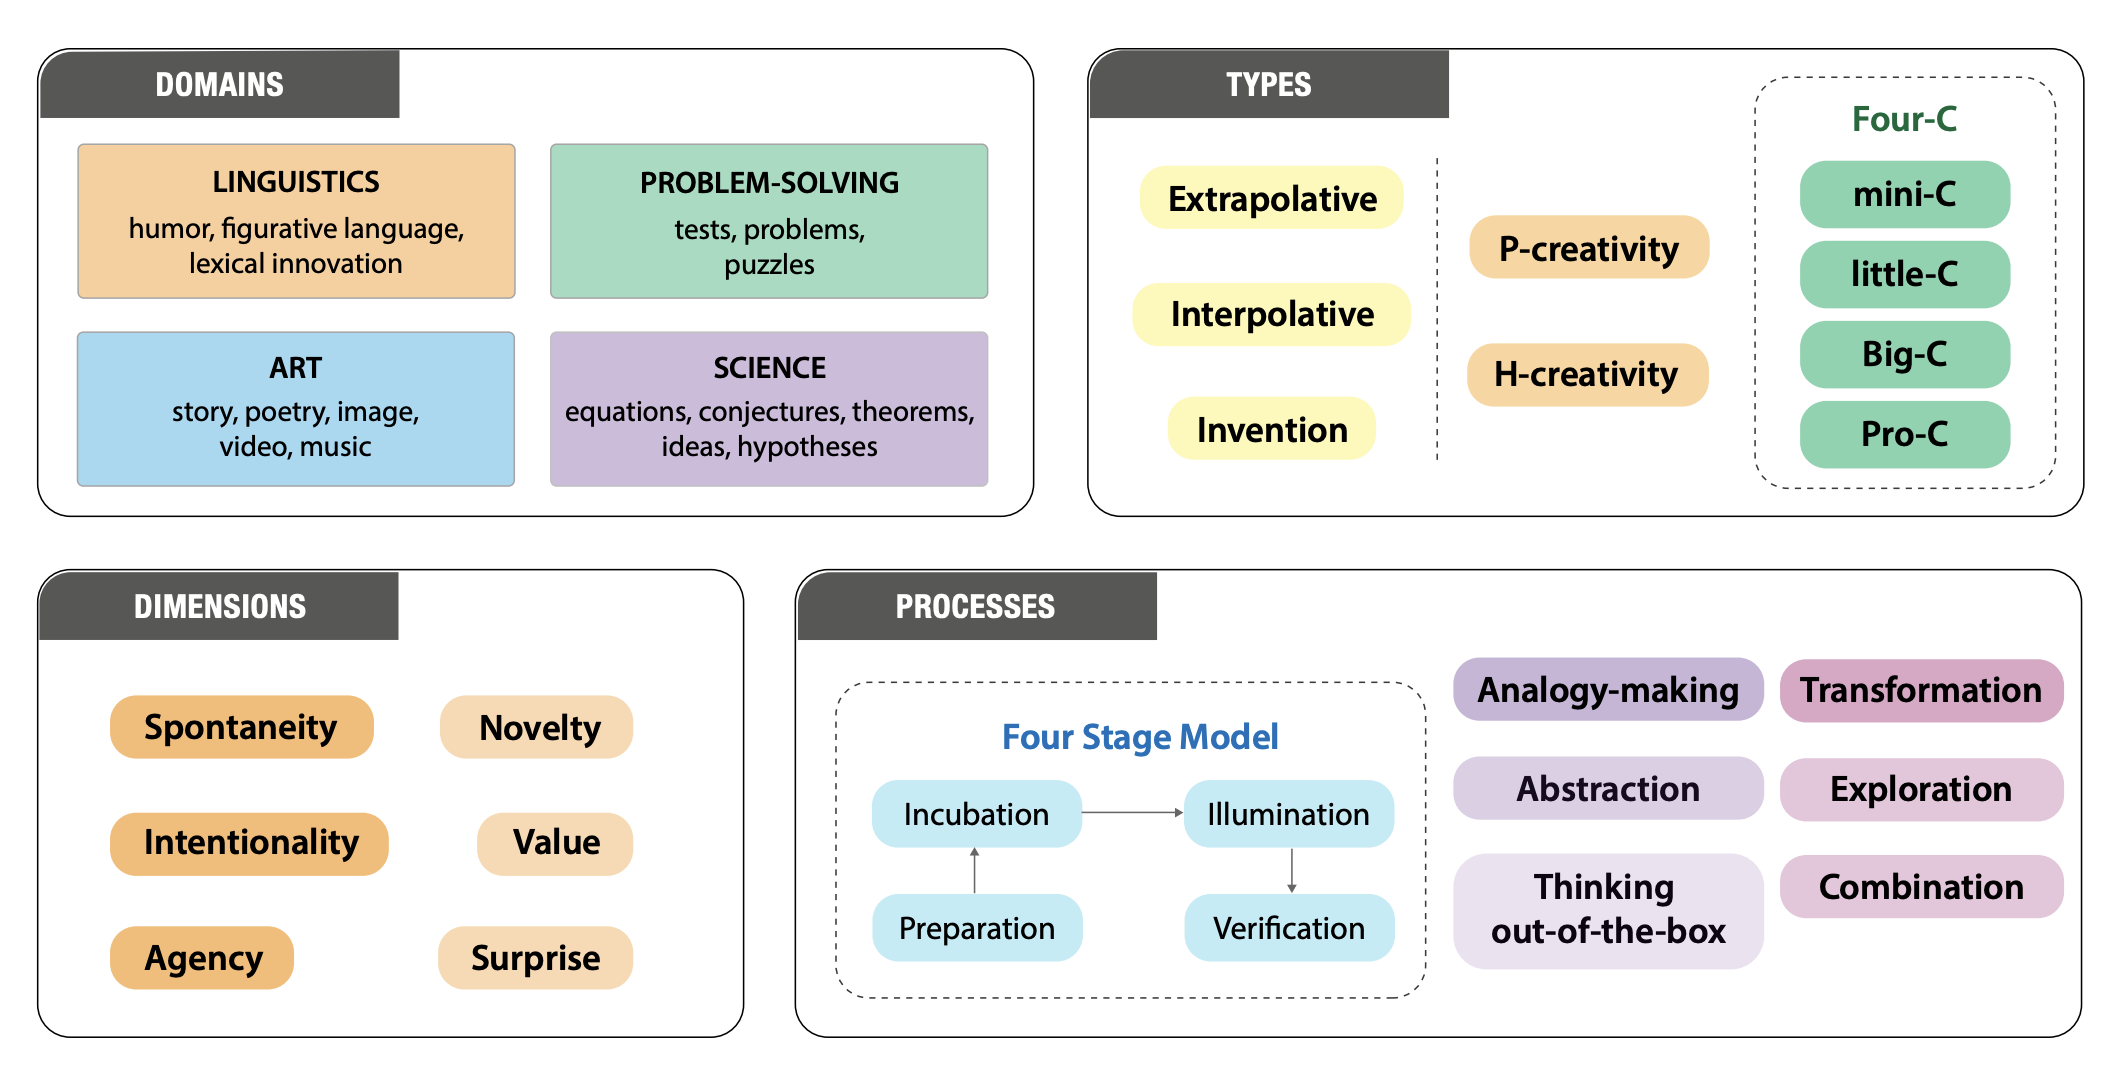 DOMAINS
LINGUISTICS
humor, figurative language,
lexical innovation
PROBLEM-SOLVING
tests, problems,
puzzles
ART
story, poetry, image,
video, music
SCIENCE
equations, conjectures, theorems,
ideas, hypotheses
TYPES
Extrapolative
Interpolative
Invention
P-creativity
H-creativity
Four-C
mini-C
little-C
Big-C
Pro-C
DIMENSIONS
Spontaneity
Novelty
Intentionality
Value
Agency
Surprise
PROCESSES
Four Stage Model
Incubation
Illumination
Preparation
Verification
Analogy-making
Transformation
Abstraction
Exploration
Thinking
out-of-the-box
Combination